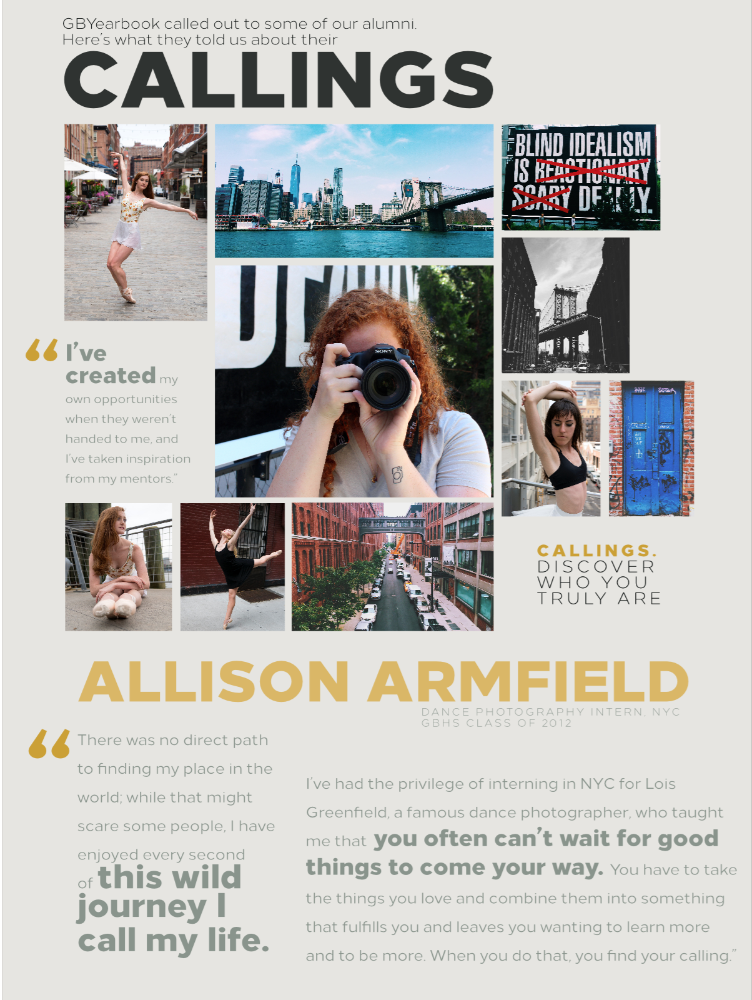 GBYearbook called out to some of our alumni.
Here's what they told us about their
CALLINGS
BLIND IDEALISM
IS REACTIONARY
SCARY DEADLY.
SONY
“ I've
created my
own opportunities
when they weren't
handed to me, and
I've taken inspiration
from my mentors.”
CALLINGS.
DISCOVER
WHO YOU
TRULY ARE
ALLISON ARMFIELD
DANCE PHOTOGRAPHY INTERN, NYC
GBHS CLASS OF 2012
“ There was no direct path
to finding my place in the
world; while that might
scare some people, I have
enjoyed every second
of this wild
journey I
call my life.
I've had the privilege of interning in NYC for Lois
Greenfield, a famous dance photographer, who taught
me that you often can't wait for good
things to come your way. You have to take
the things you love and combine them into something
that fulfills you and leaves you wanting to learn more
and to be more. When you do that, you find your calling.”